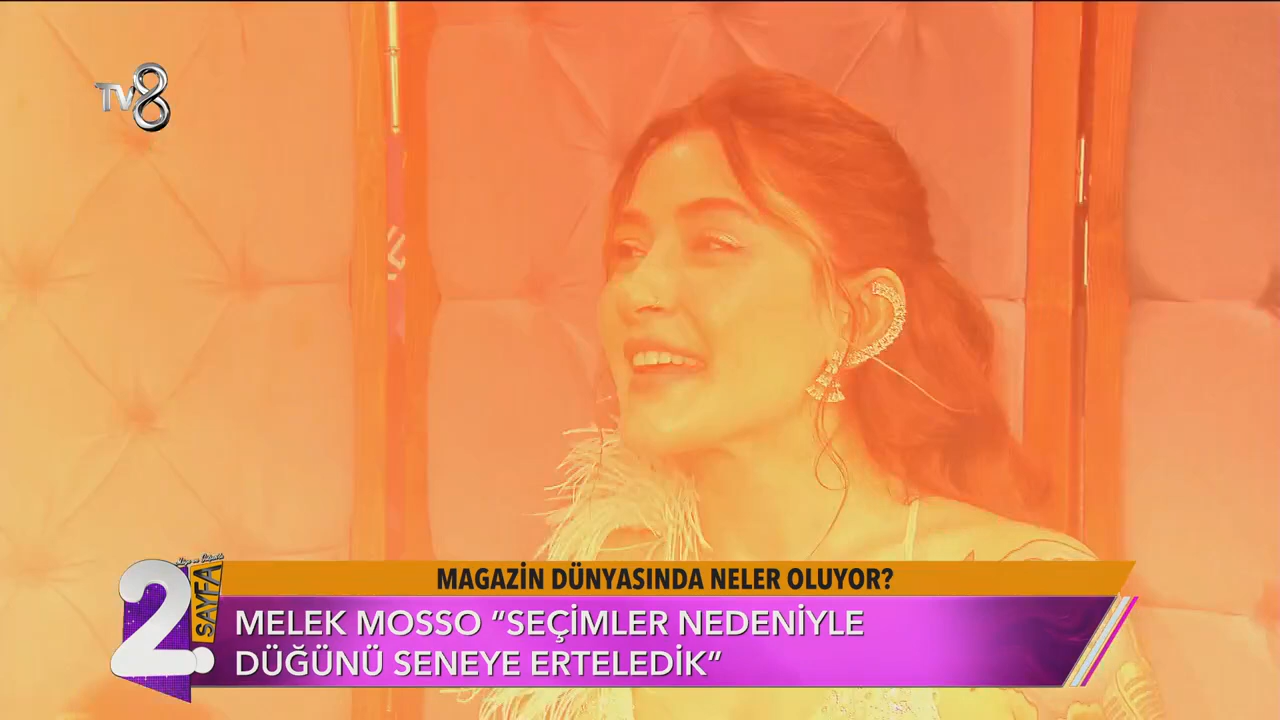 TV8
MAGAZİN DÜNYASINDA NELER OLUYOR?
2. SAYFA
MELEK MOSSO “SEÇİMLER NEDENİYLE
DÜĞÜNÜ SENEYE ERTELEDİK”